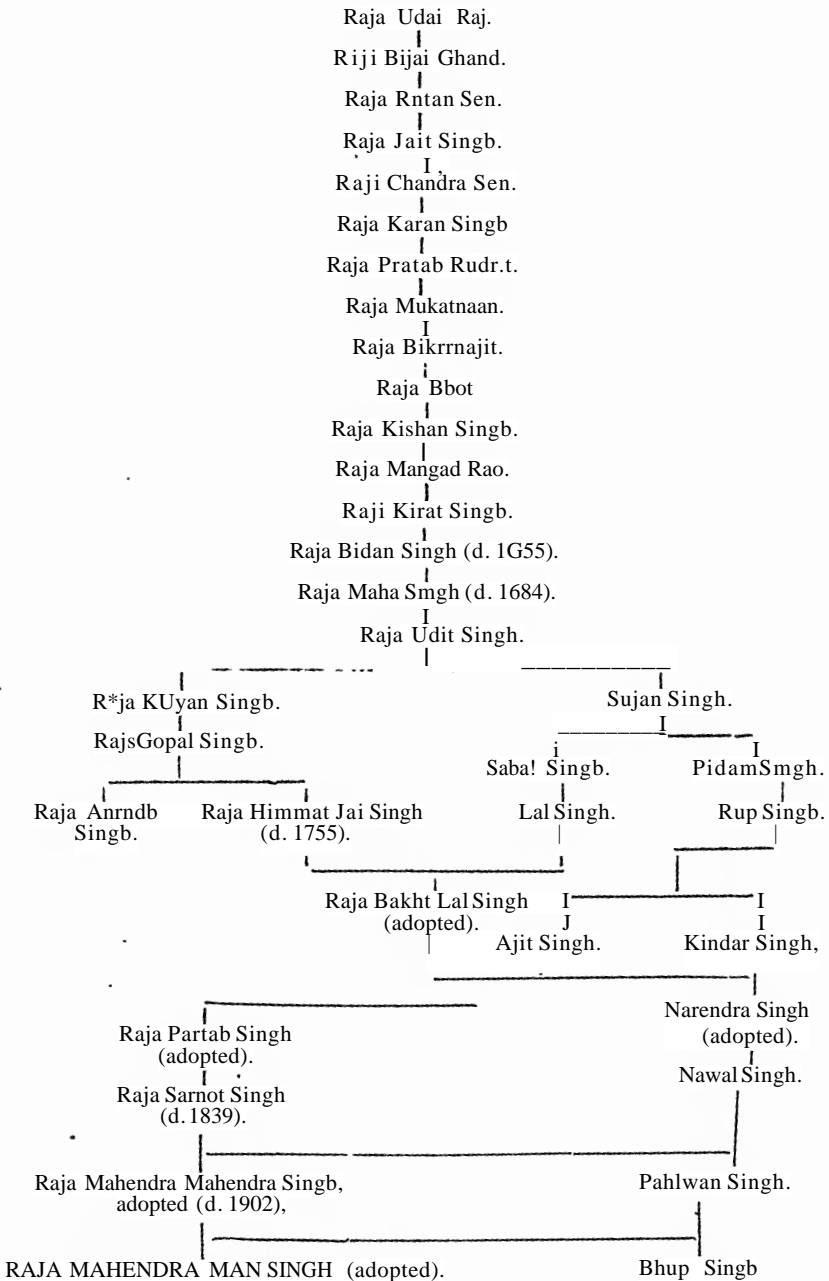 Raja Udai Raj.
Riji Bijai Ghand.
Raja Rntan Sen.
Raja Jait Singb.
Raji Chandra Sen.
Raja Karan Singb
Raja Pratab Rudr.t.
Raja Mukatnaan.
Raja Bikrrnajit.
Raja Bbot
Raja Kishan Singb.
Raja Mangad Rao.
Raji Kirat Singb.
Raja Bidan Singh (d. 1G55).
Raja Maha Smgh (d. 1684).
Raja Udit Singh.
R*ja KUyan Singb. Sujan Singh.
RajsGopal Singb.
Saba! Singb. PidamSmgh.
Raja Anrndb Raja Himmat Jai Singh Lal Singh. Rup Singb.
Singb. (d. 1755).
Raja Bakht Lal Singh
(adopted). Ajit Singh. Kindar Singh,
Narendra Singh
Raja Partab Singh (adopted).
(adopted).
Nawal Singh.
Raja Sarnot Singh
(d. 1839).
Raja Mahendra Mahendra Singb, Pahlwan Singh.
adopted (d. 1902),
RAJA MAHENDRA MAN SINGH (adopted). Bhup Singb